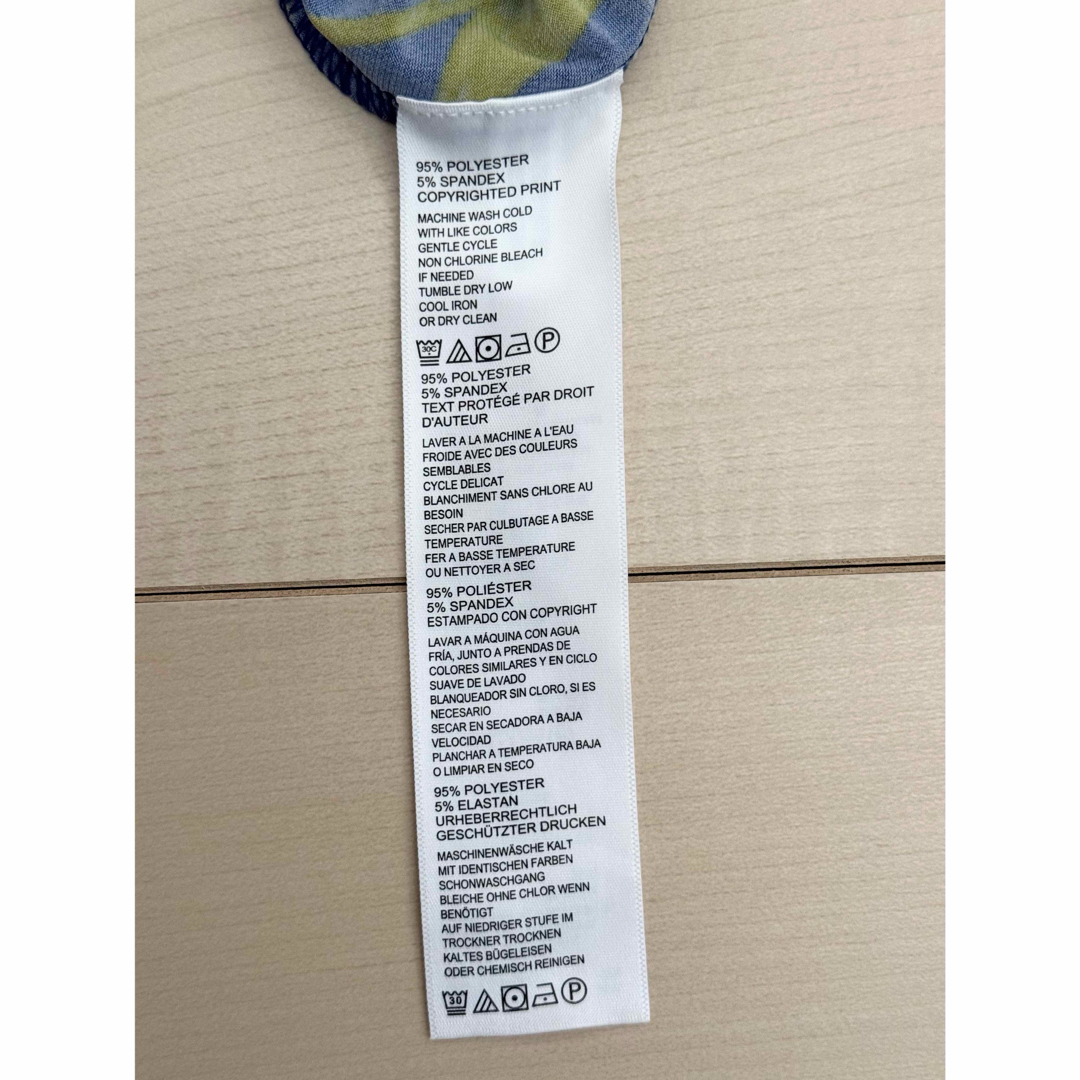 95% POLYESTER
5% SPANDEX
COPYRIGHTED PRINT
MACHINE WASH COLD
WITH LIKE COLORS
GENTLE CYCLE
NON CHLORINE BLEACH
IF NEEDED
TUMBLE DRY LOW
COOL IRON
OR DRY CLEAN
30C P
95% POLYESTER
5% SPANDEX
TEXT PROTÉGÉ PAR DROIT
D'AUTEUR
LAVER A LA MACHINE A L'EAU
FROIDE AVEC DES COULEURS
SEMBLABLES
CYCLE DELICAT
BLANCHIMENT SANS CHLORE AU
BESOIN
SECHER PAR CULBUTAGE A BASSE
TEMPERATURE
FER A BASSE TEMPERATURE
OU NETTOYER A SEC
95% POLIÉSTER
5% SPANDEX
ESTAMPADO CON COPYRIGHT
LAVAR A MÁQUINA CON AGUA
FRÍA, JUNTO A PRENDAS DE
COLORES SIMILARES Y EN CICLO
SUAVE DE LAVADO
BLANQUEADOR SIN CLORO, SI ES
NECESARIO
SECAR EN SECADORA A BAJA
VELOCIDAD
PLANCHAR A TEMPERATURA BAJA
O LIMPIAR EN SECO
95% POLYESTER
5% ELASTAN
URHEBERRECHTLICH
GESCHÜTZTER DRUCKEN
MASCHINENWÄSCHE KALT
MIT IDENTISCHEN FARBEN
SCHONWASCHGANG
BLEICHE OHNE CHLOR WENN
BENÖTIGT
AUF NIEDRIGER STUFE IM
TROCKNER TROCKNEN
KALTES BÜGELEISEN
ODER CHEMISCH REINIGEN
30 P